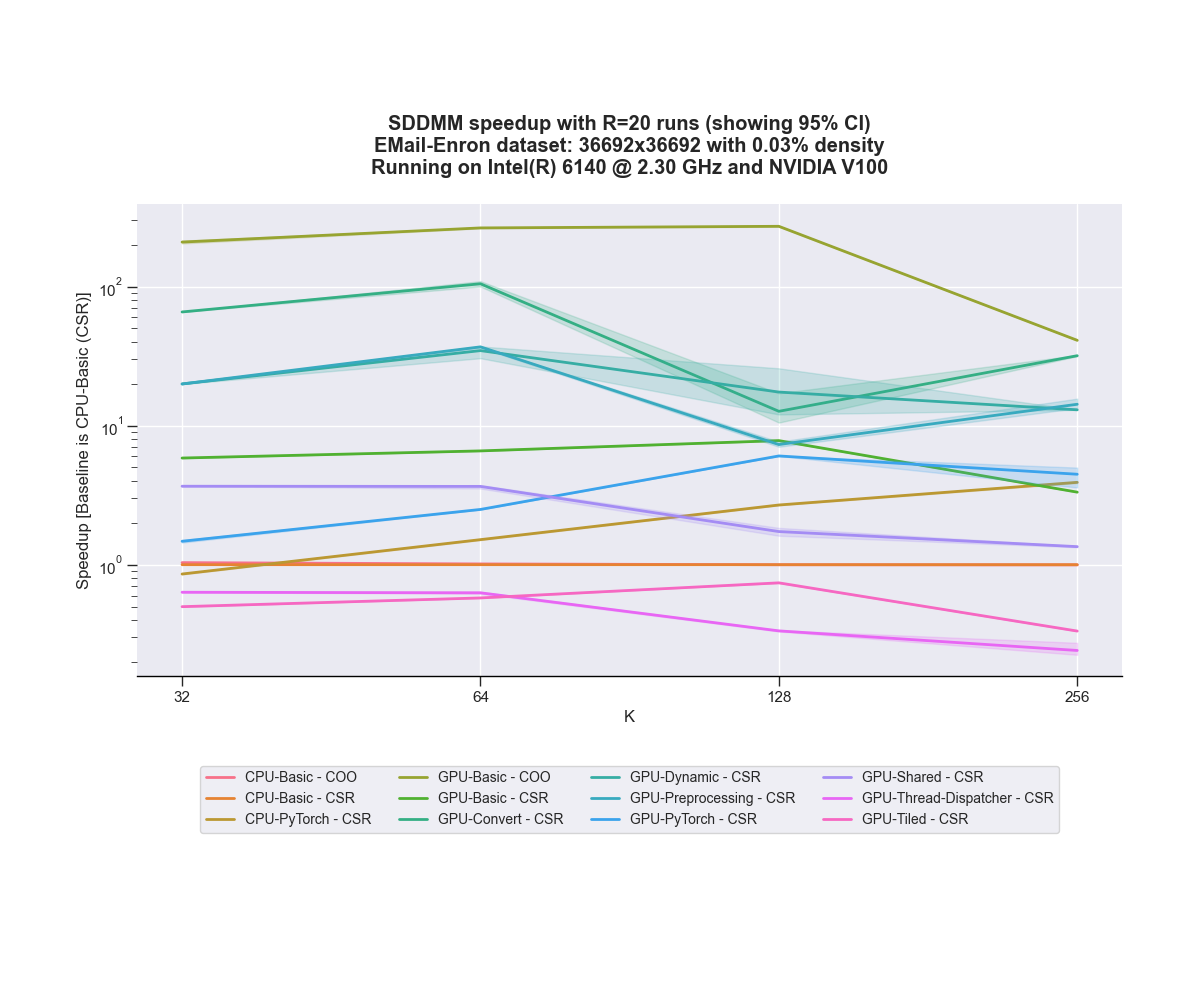 SDDMM speedup with R=20 runs (showing 95% CI)
EMail-Enron dataset: 36692x36692 with 0.03% density
Running on Intel(R) 6140 @ 2.30 GHz and NVIDIA V100
Speedup [Baseline is CPU-Basic (CSR)]
10^2
10^1
10^0
32 64 128 256
K
CPU-Basic - COO GPU-Basic - COO GPU-Dynamic - CSR GPU-Shared - CSR
CPU-Basic - CSR GPU-Basic - CSR GPU-Preprocessing - CSR GPU-Thread-Dispatcher - CSR
CPU-PyTorch - CSR GPU-Convert - CSR GPU-PyTorch - CSR GPU-Tiled - CSR